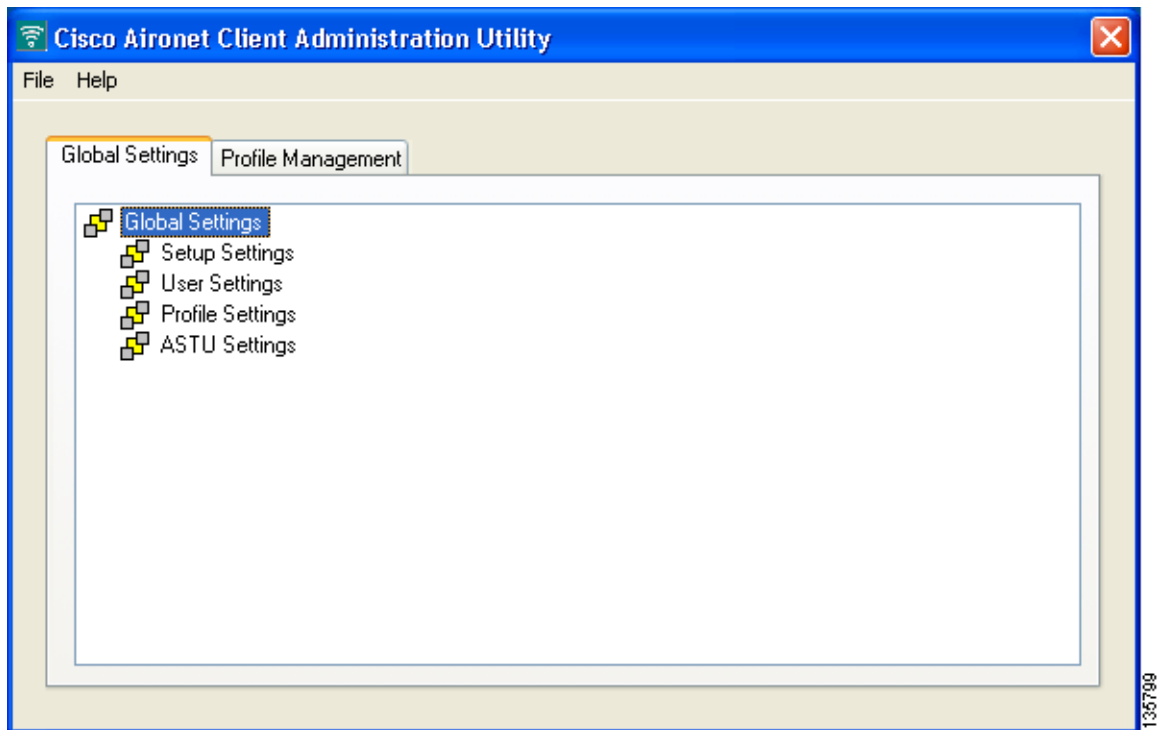 Cisco Aironet Client Administration Utility
File Help
Global Settings Profile Management
Global Settings
Setup Settings
User Settings
Profile Settings
ASTU Settings
135799